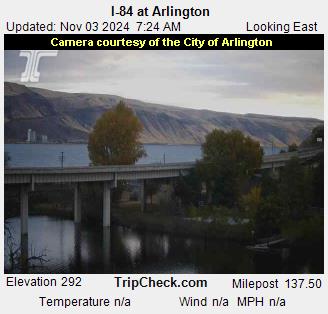 I-84 at Arlington
Updated: Nov 03 2024 7:24 AM Looking East
Camera courtesy of the City of Arlington
Elevation 292 TripCheck.com Milepost 137.50
Temperature n/a Wind n/a MPH n/a